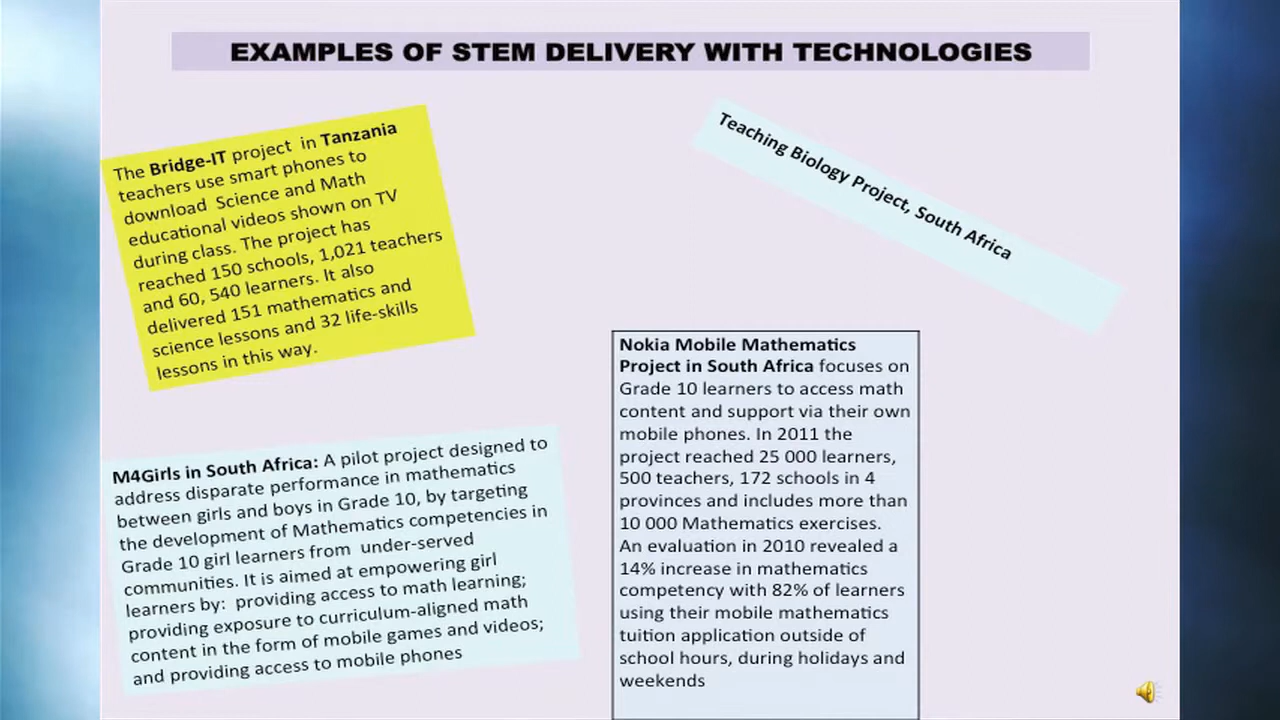 EXAMPLES OF STEM DELIVERY WITH TECHNOLOGIES
The Bridge-IT project in Tanzania
teachers use smart phones to
download Science and Math
educational videos shown on TV
during class. The project has
reached 150 schools, 1,021 teachers
and 60, 540 learners. It also
delivered 151 mathematics and
science lessons and 32 life-skills
lessons in this way.
Teaching Biology Project, South Africa
M4Girls in South Africa: A pilot project designed to
address disparate performance in mathematics
between girls and boys in Grade 10, by targeting
the development of Mathematics competencies in
Grade 10 girl learners from under-served
communities. It is aimed at empowering girl
learners by: providing access to math learning;
providing exposure to curriculum-aligned math
content in the form of mobile games and videos;
and providing access to mobile phones
Nokia Mobile Mathematics
Project in South Africa focuses on
Grade 10 learners to access math
content and support via their own
mobile phones. In 2011 the
project reached 25 000 learners,
500 teachers, 172 schools in 4
provinces and includes more than
10 000 Mathematics exercises.
An evaluation in 2010 revealed a
14% increase in mathematics
competency with 82% of learners
using their mobile mathematics
tuition application outside of
school hours, during holidays and
weekends